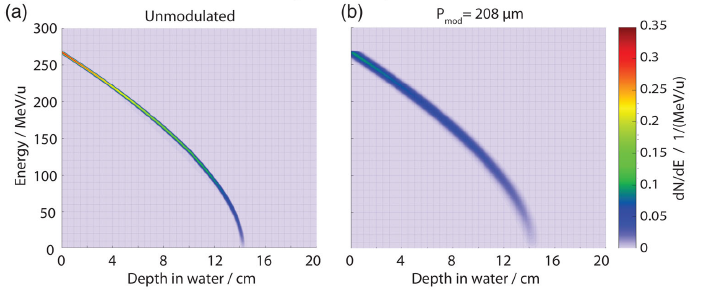 (a)
Unmodulated
Energy / MeV/u
300
250
200
150
100
50
0
0 4 8 12 16 20
Depth in water / cm
(b)
P_mod = 208 μm
0 4 8 12 16 20
Depth in water / cm
0.35
0.3
0.25
0.2
0.15
0.1
0.05
0
dN/dE / 1/(MeV/u)